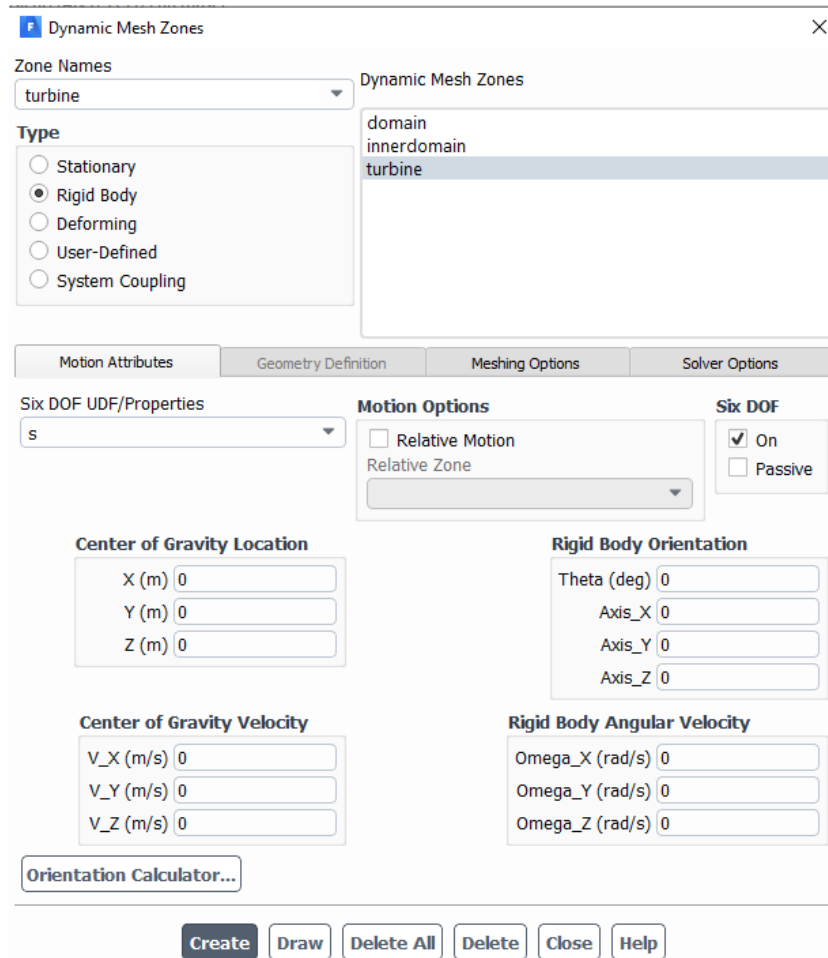 Dynamic Mesh Zones
Zone Names
turbine
Type
Stationary
Rigid Body
Deforming
User-Defined
System Coupling
Dynamic Mesh Zones
domain
innerdomain
turbine
Motion Attributes Geometry Definition Meshing Options Solver Options
Six DOF UDF/Properties
s
Motion Options
Relative Motion
Relative Zone
Six DOF
On
Passive
Center of Gravity Location
X (m) 0
Y (m) 0
Z (m) 0
Rigid Body Orientation
Theta (deg) 0
Axis_X 0
Axis_Y 0
Axis_Z 0
Center of Gravity Velocity
V_X (m/s) 0
V_Y (m/s) 0
V_Z (m/s) 0
Rigid Body Angular Velocity
Omega_X (rad/s) 0
Omega_Y (rad/s) 0
Omega_Z (rad/s) 0
Orientation Calculator...
Create Draw Delete All Delete Close Help